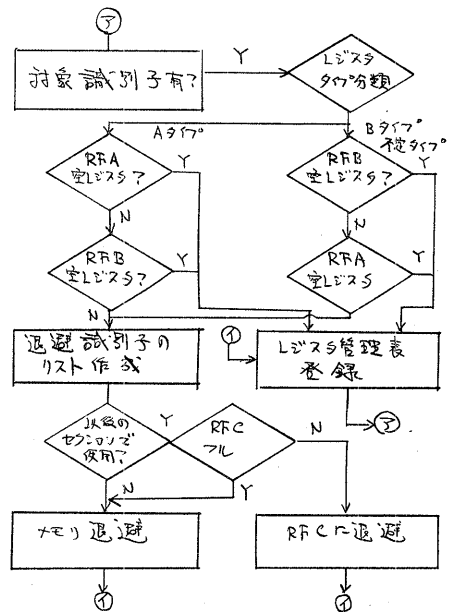 ア
対象識別子有?
Y
レジスタ
タイプ分類
Aタイプ
Bタイプ
不定タイプ
RFA
空レジスタ?
Y
N
RFB
空レジスタ?
Y
N
RFB
空レジスタ?
Y
N
RFA
空レジスタ
Y
N
退避識別子の
リスト作成
イ
レジスタ管理表
登録
ア
以後の
セクションで
使用?
Y
N
RFC
フル
N
Y
メモリ退避
イ
RFCに退避
イ